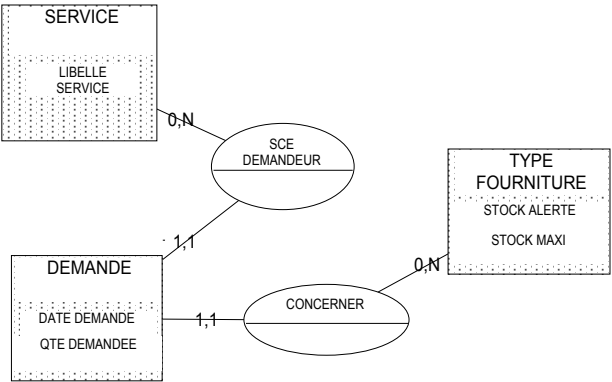 SERVICE
LIBELLE
SERVICE
0,N
SCE
DEMANDEUR
TYPE
FOURNITURE
STOCK ALERTE
STOCK MAXI
1,1
DEMANDE
0,N
DATE DEMANDE
QTE DEMANDEE
1,1
CONCERNER